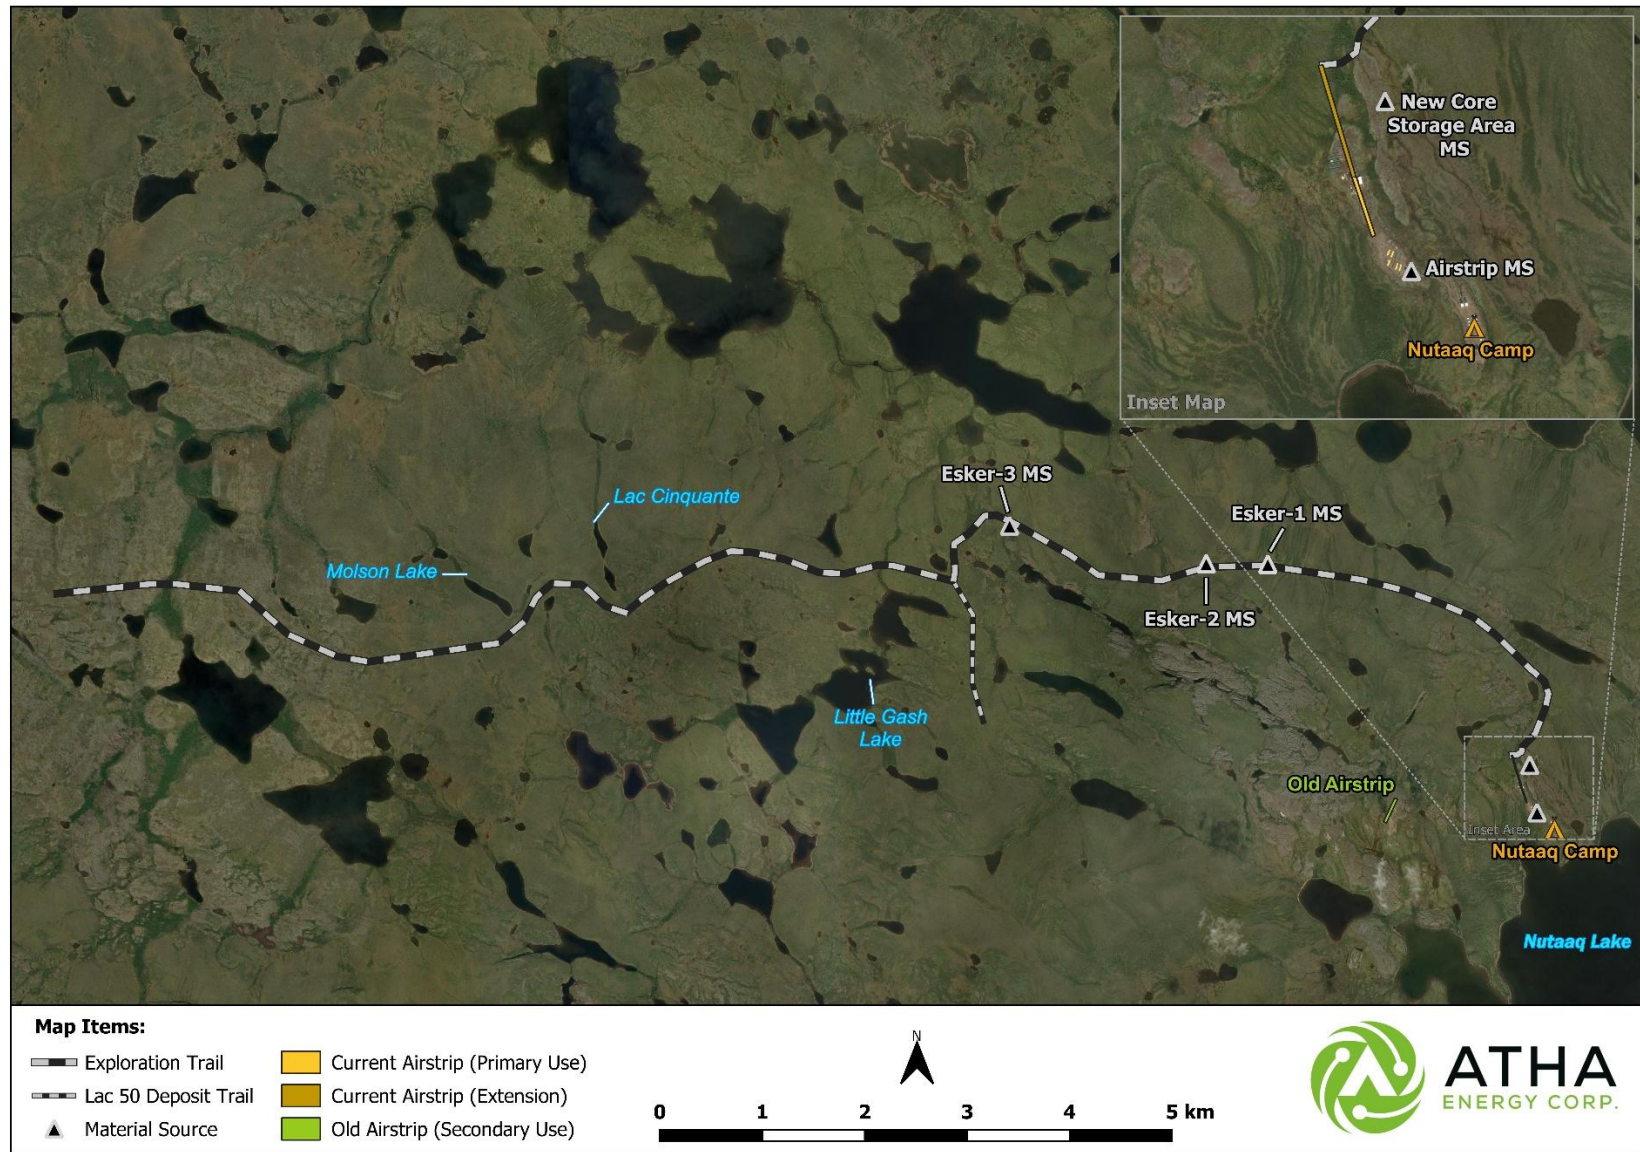 New Core
Storage Area
MS
Airstrip MS
Nutaaq Camp
Inset Map
Esker-3 MS
Lac Cinquante
Esker-1 MS
Molson Lake
Esker-2 MS
Little Gash
Lake
Old Airstrip
Inset Area
Nutaaq Camp
Nutaaq Lake
Map Items:
Exploration Trail
Lac 50 Deposit Trail
Material Source
Current Airstrip (Primary Use)
Current Airstrip (Extension)
Old Airstrip (Secondary Use)
N
0 1 2 3 4 5 km
ATHA
ENERGY CORP.